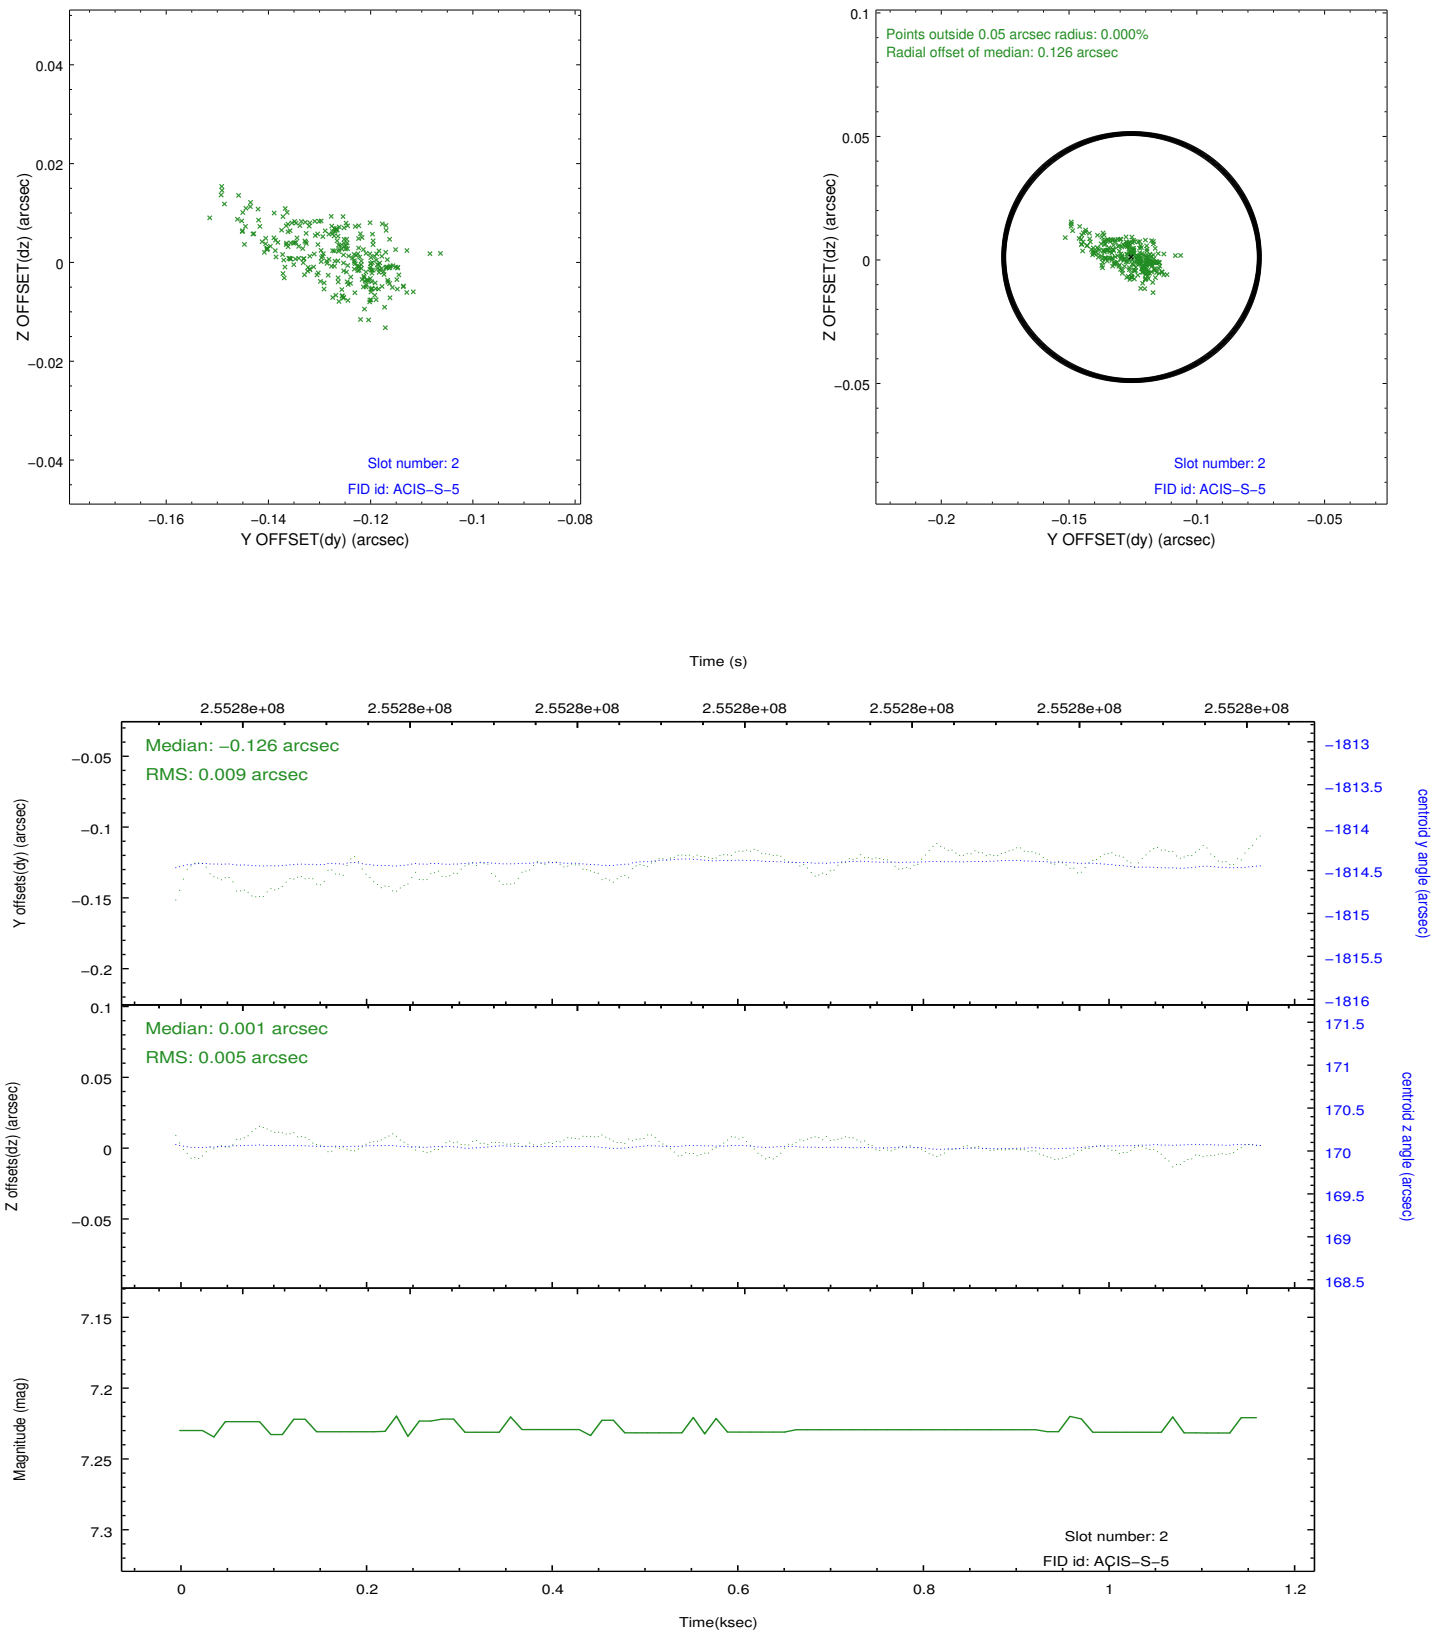 0.04
0.02
0
−0.02
−0.04
Z OFFSET(dz) (arcsec)
Slot number: 2
FID id: ACIS−S−5
−0.16
−0.14
−0.12
−0.1
−0.08
Y OFFSET(dy) (arcsec)
Points outside 0.05 arcsec radius: 0.000%
Radial offset of median: 0.126 arcsec
0.1
0.05
0
−0.05
Z OFFSET(dz) (arcsec)
Slot number: 2
FID id: ACIS−S−5
−0.2
−0.15
−0.1
−0.05
Y OFFSET(dy) (arcsec)
Time (s)
2.5528e+08
2.5528e+08
2.5528e+08
2.5528e+08
2.5528e+08
2.5528e+08
2.5528e+08
Median: −0.126 arcsec
RMS: 0.009 arcsec
−0.05
−0.1
−0.15
−0.2
Y offsets(dy) (arcsec)
−1813
−1813.5
−1814
−1814.5
−1815
−1815.5
−1816
centroid y angle (arcsec)
Median: 0.001 arcsec
RMS: 0.005 arcsec
0.1
0.05
0
−0.05
Z offsets(dz) (arcsec)
171.5
171
170.5
170
169.5
169
168.5
centroid z angle (arcsec)
7.15
7.2
7.25
7.3
Magnitude (mag)
Slot number: 2
FID id: ACIS−S−5
0
0.2
0.4
0.6
0.8
1
1.2
Time(ksec)